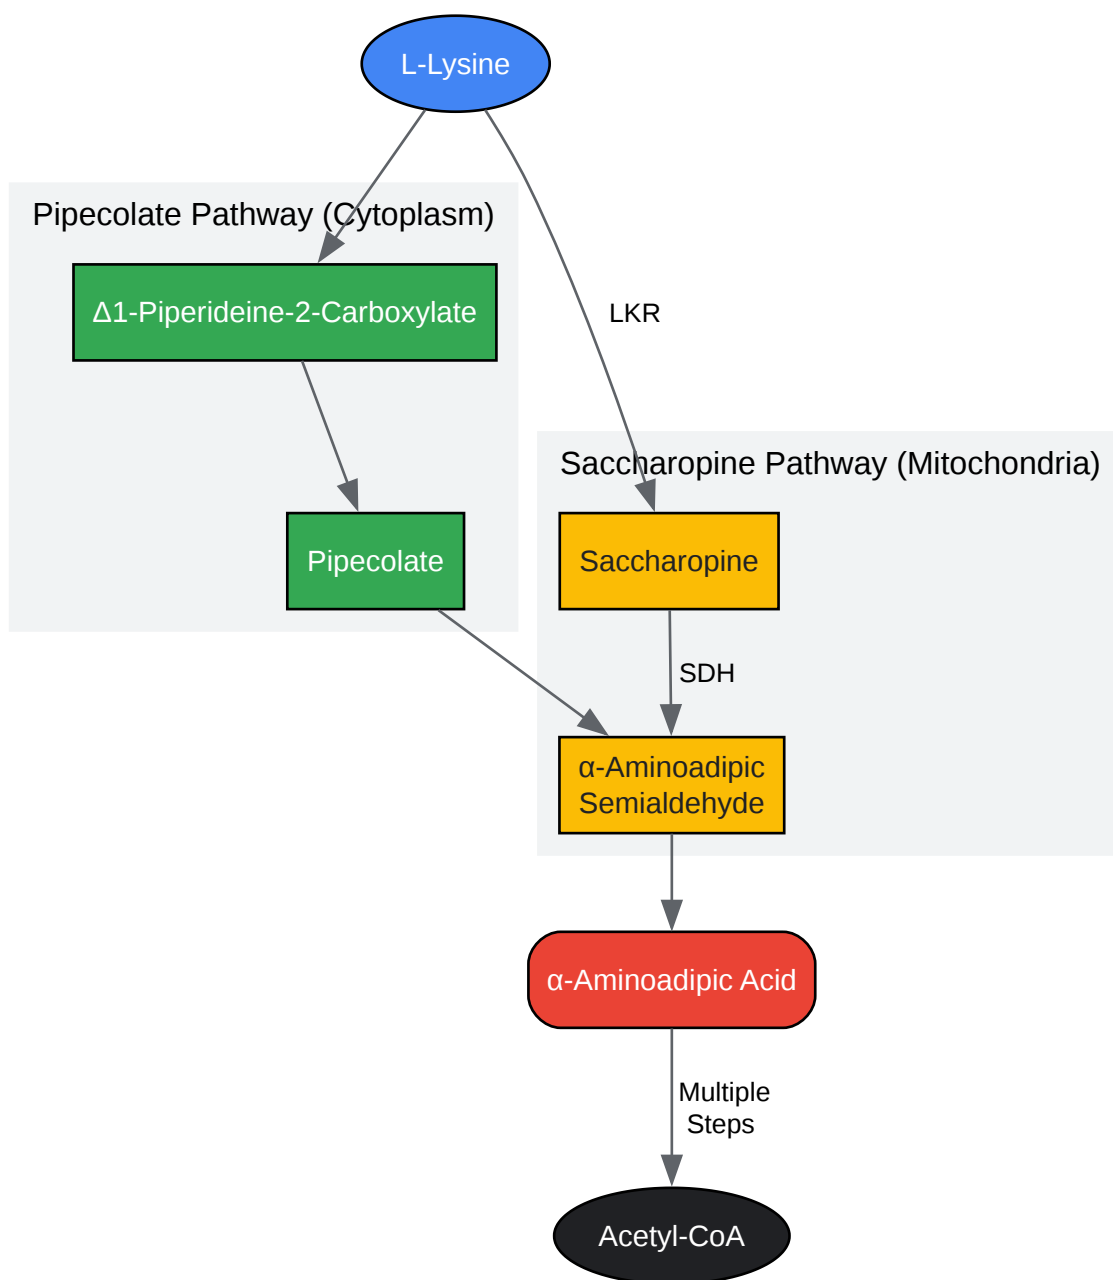 L-Lysine
Pipecolate Pathway (Cytoplasm)
Δ1-Piperideine-2-Carboxylate
LKR
Saccharopine Pathway (Mitochondria)
Pipecolate
Saccharopine
SDH
α-Aminoadipic
Semialdehyde
α-Aminoadipic Acid
Multiple
Steps
Acetyl-CoA